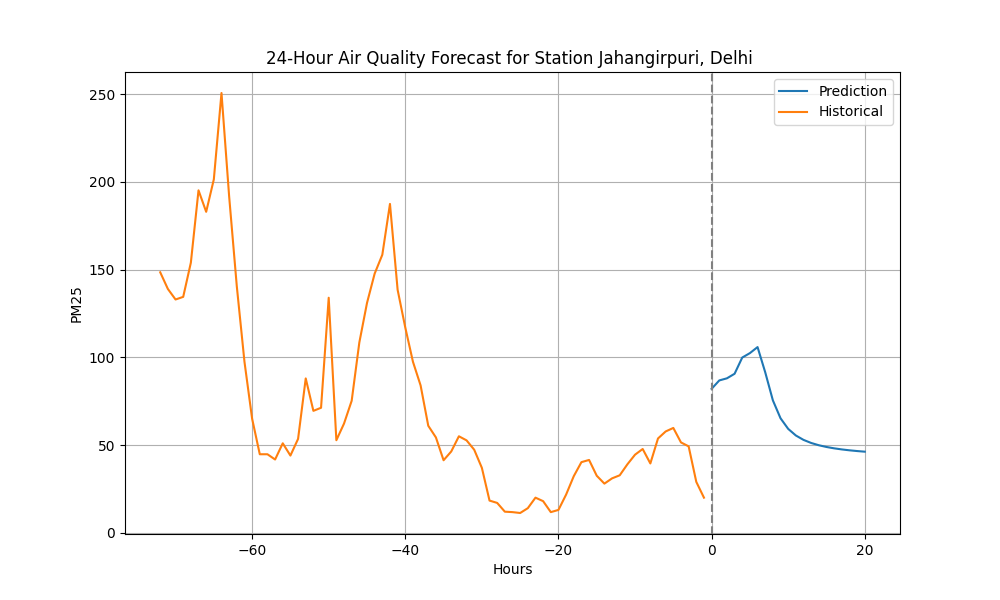 24-Hour Air Quality Forecast for Station Jahangirpuri, Delhi
Prediction
Historical
250
200
150
100
50
0
PM25
−60
−40
−20
0
20
Hours